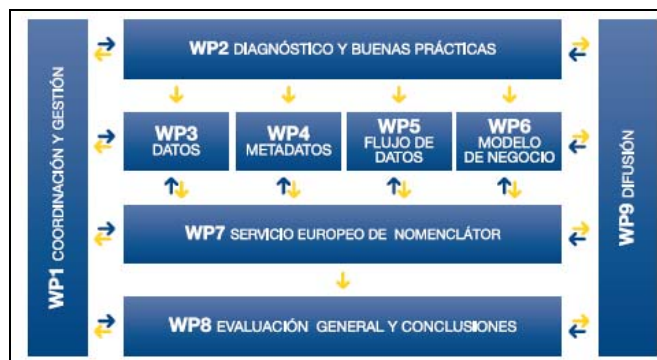 WP1 COORDINACIÓN Y GESTIÓN
WP2 DIAGNÓSTICO Y BUENAS PRÁCTICAS
WP3
DATOS
WP4
METADATOS
WP5
FLUJO DE
DATOS
WP6
MODELO
DE NEGOCIO
WP7 SERVICIO EUROPEO DE NOMENCLÁTOR
WP8 EVALUACIÓN GENERAL Y CONCLUSIONES
WP9 DIFUSIÓN